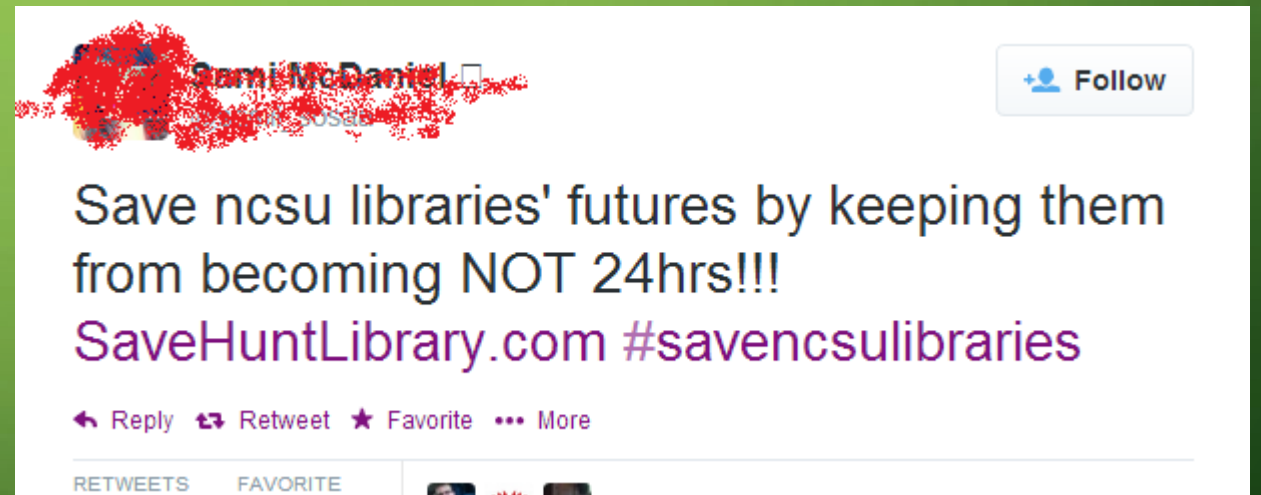 Follow
Save ncsu libraries' futures by keeping them
from becoming NOT 24hrs!!!
SaveHuntLibrary.com #savencsulibraries
Reply Retweet Favorite More
RETWEETS FAVORITE